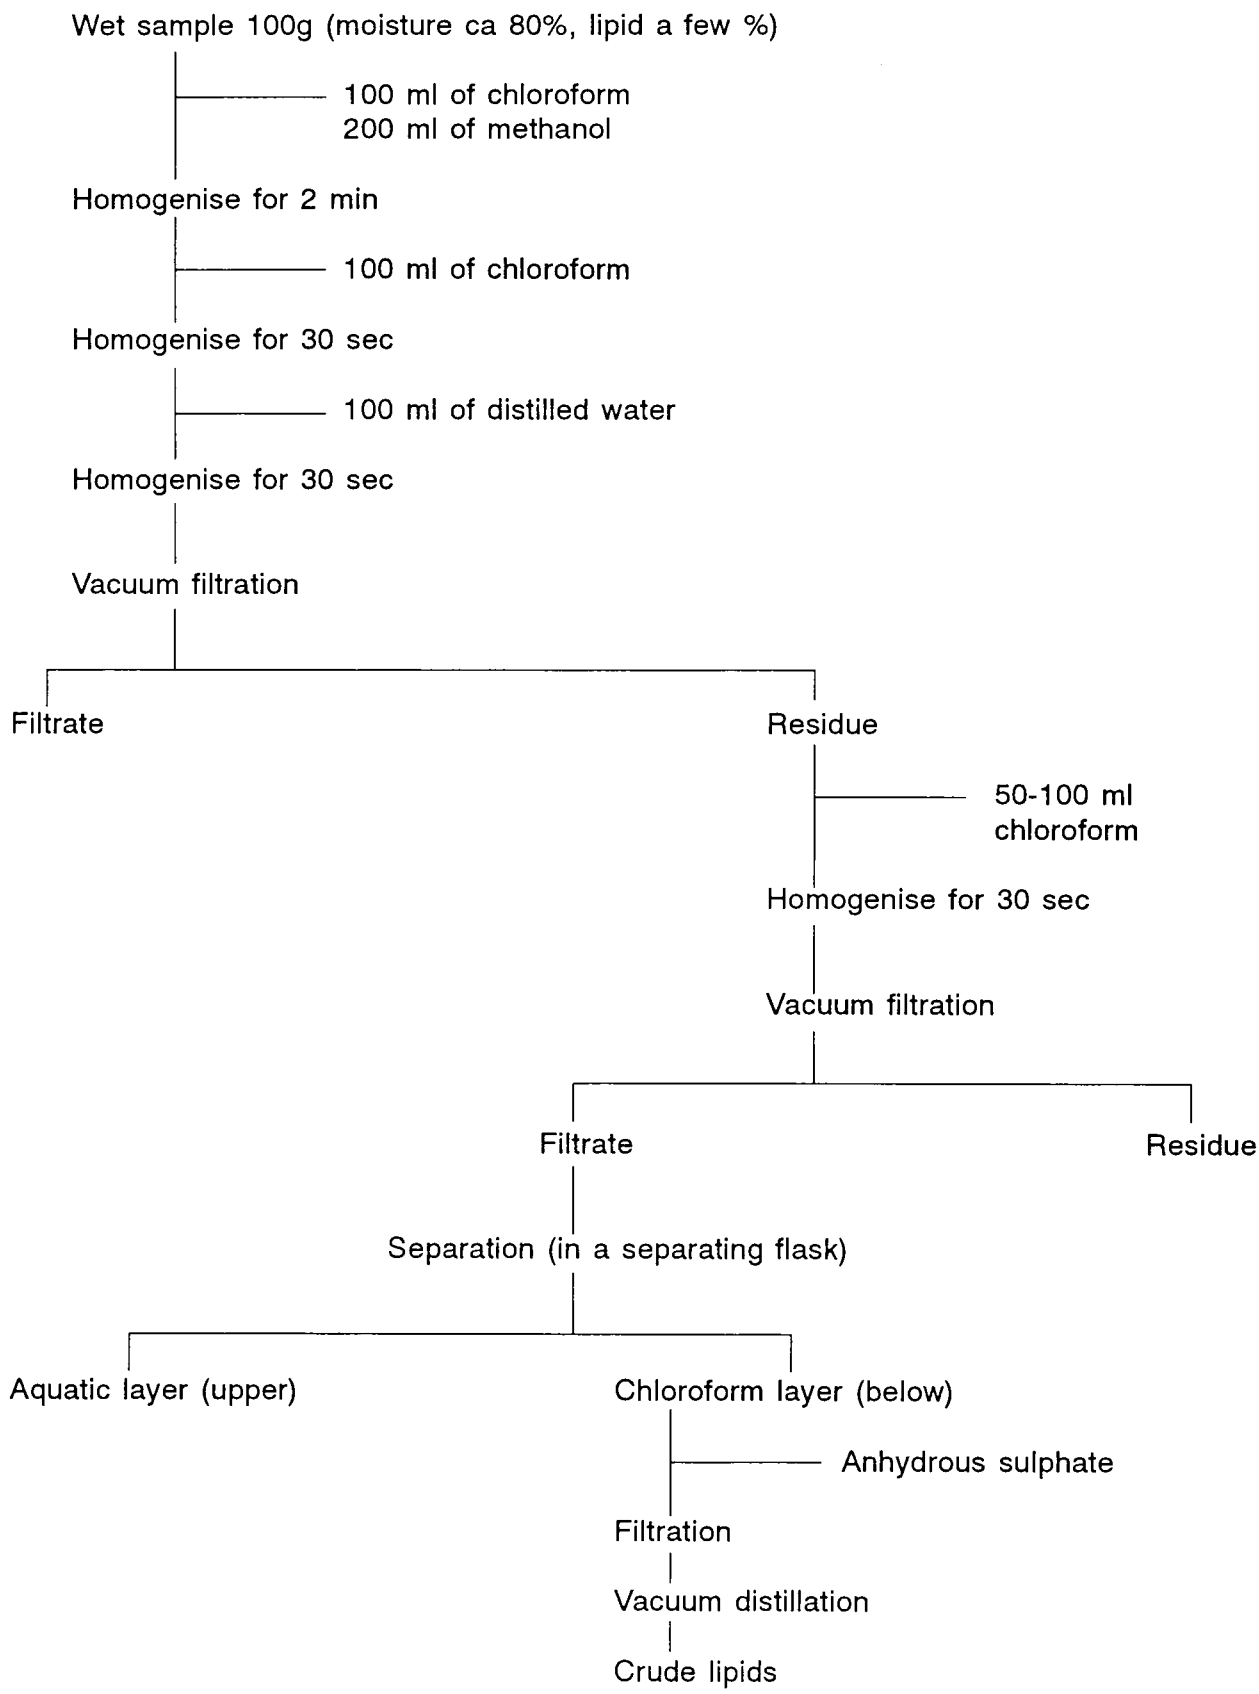 Wet sample 100g (moisture ca 80%, lipid a few %)
100 ml of chloroform
200 ml of methanol
Homogenise for 2 min
100 ml of chloroform
Homogenise for 30 sec
100 ml of distilled water
Homogenise for 30 sec
Vacuum filtration
Filtrate
Residue
50-100 ml
chloroform
Homogenise for 30 sec
Vacuum filtration
Filtrate
Residue
Separation (in a separating flask)
Aquatic layer (upper)
Chloroform layer (below)
Anhydrous sulphate
Filtration
Vacuum distillation
Crude lipids